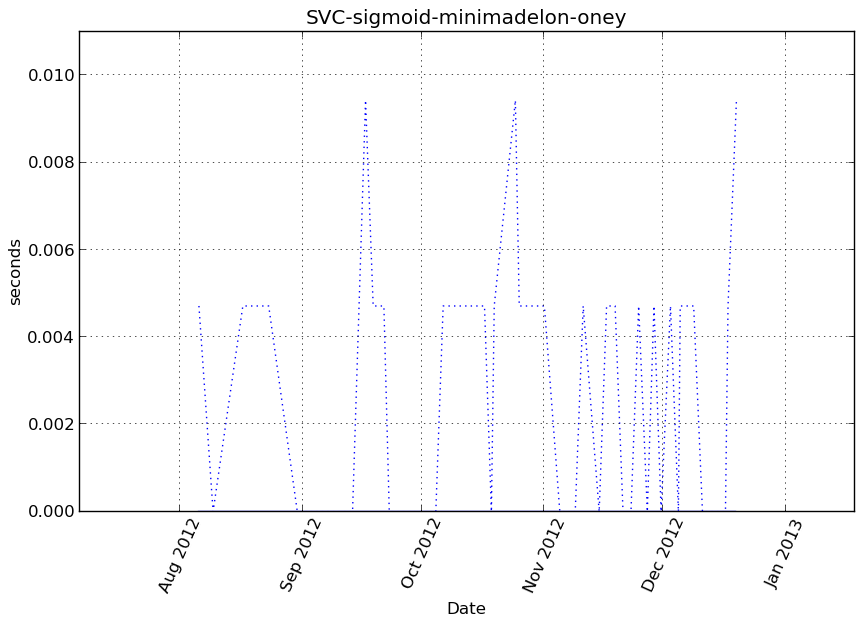 SVC-sigmoid-minimadelon-oney
0.010
0.008
0.006
0.004
0.002
0.000
seconds
Aug 2012
Sep 2012
Oct 2012
Nov 2012
Dec 2012
Jan 2013
Date